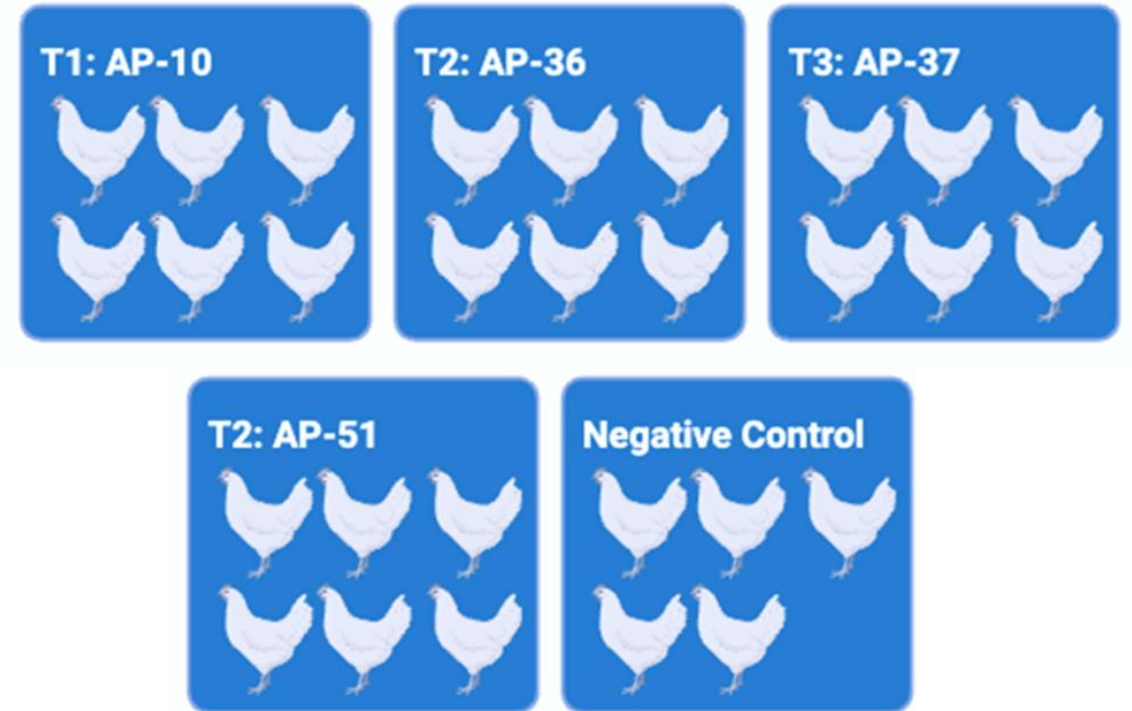 T1: AP-10
T2: AP-36
T3: AP-37
T2: AP-51
Negative Control